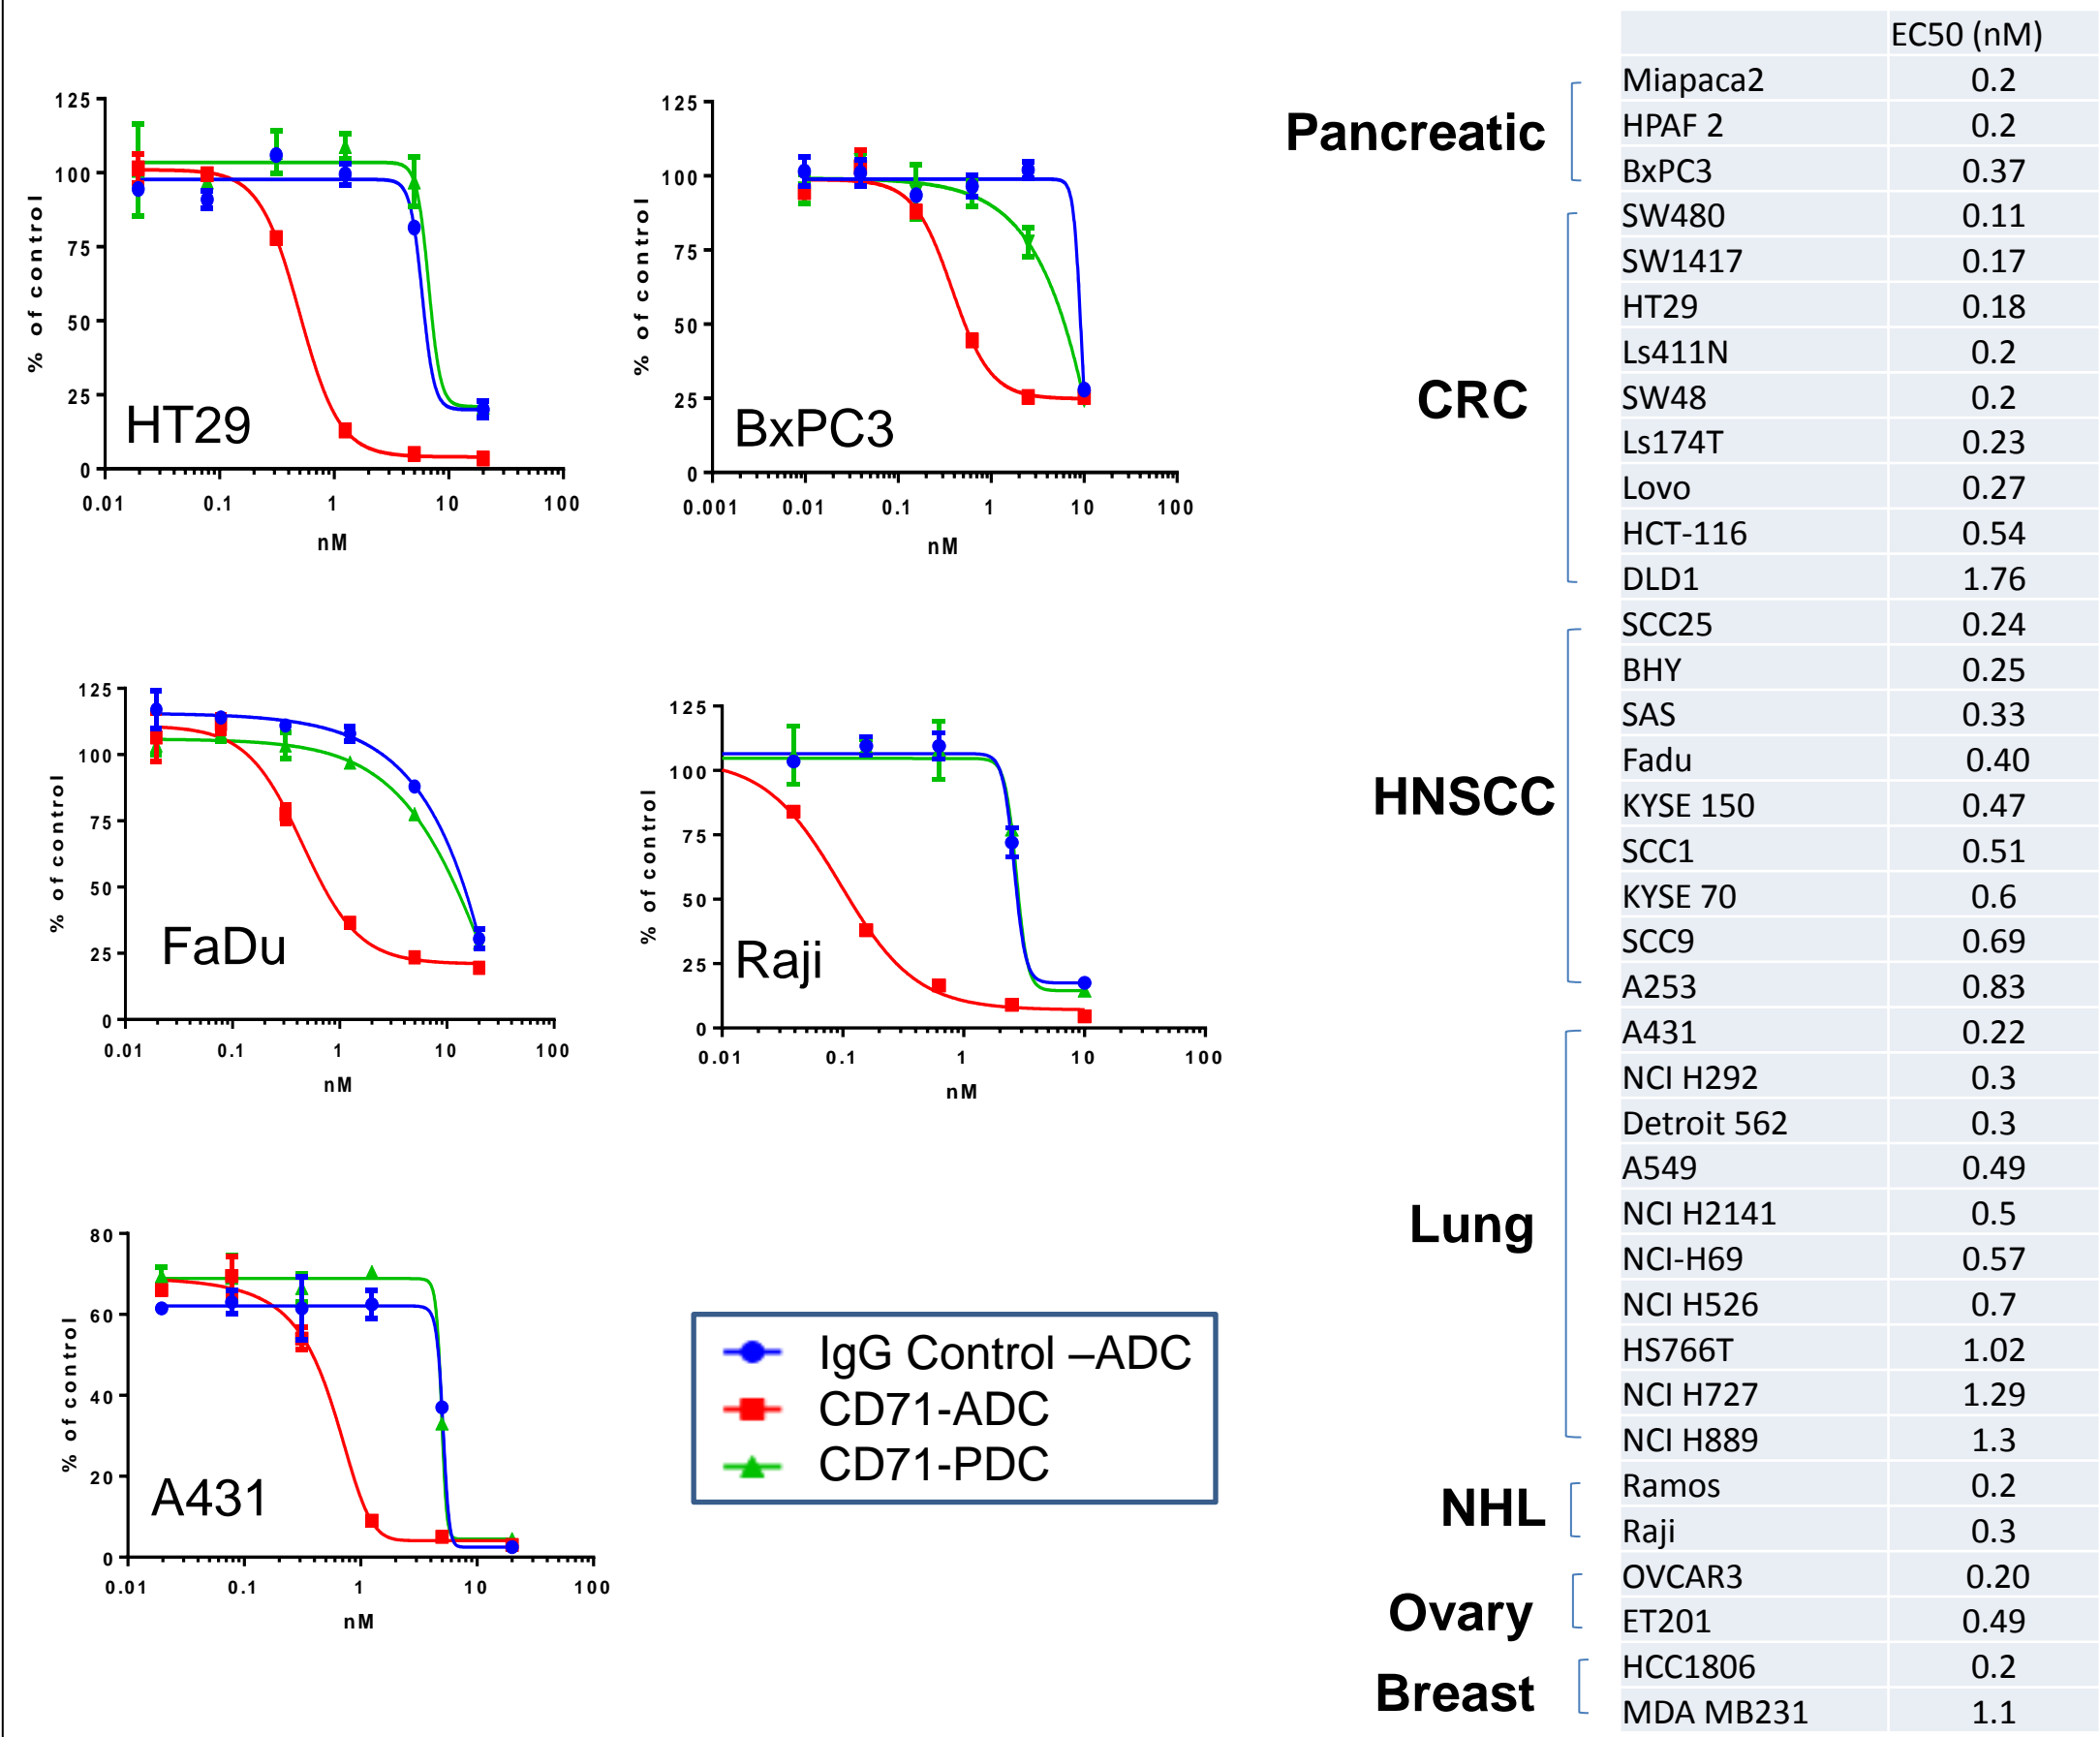 125
100
75
50
25
0
% of control
0.01 0.1 1 10 100
nM
HT29
125
100
75
50
25
0
% of control
0.001 0.01 0.1 1 10 100
nM
BxPC3
125
100
75
50
25
0
% of control
0.01 0.1 1 10 100
nM
FaDu
125
100
75
50
25
0
% of control
0.01 0.1 1 10 100
nM
Raji
80
60
40
20
0
% of control
0.01 0.1 1 10 100
nM
A431
IgG Control –ADC
CD71-ADC
CD71-PDC
EC50 (nM)
Pancreatic
Miapaca2 0.2
HPAF 2 0.2
BxPC3 0.37
CRC
SW480 0.11
SW1417 0.17
HT29 0.18
Ls411N 0.2
SW48 0.2
Ls174T 0.23
Lovo 0.27
HCT-116 0.54
DLD1 1.76
HNSCC
SCC25 0.24
BHY 0.25
SAS 0.33
Fadu 0.40
KYSE 150 0.47
SCC1 0.51
KYSE 70 0.6
SCC9 0.69
A253 0.83
Lung
A431 0.22
NCI H292 0.3
Detroit 562 0.3
A549 0.49
NCI H2141 0.5
NCI-H69 0.57
NCI H526 0.7
HS766T 1.02
NCI H727 1.29
NCI H889 1.3
NHL
Ramos 0.2
Raji 0.3
Ovary
OVCAR3 0.20
ET201 0.49
Breast
HCC1806 0.2
MDA MB231 1.1